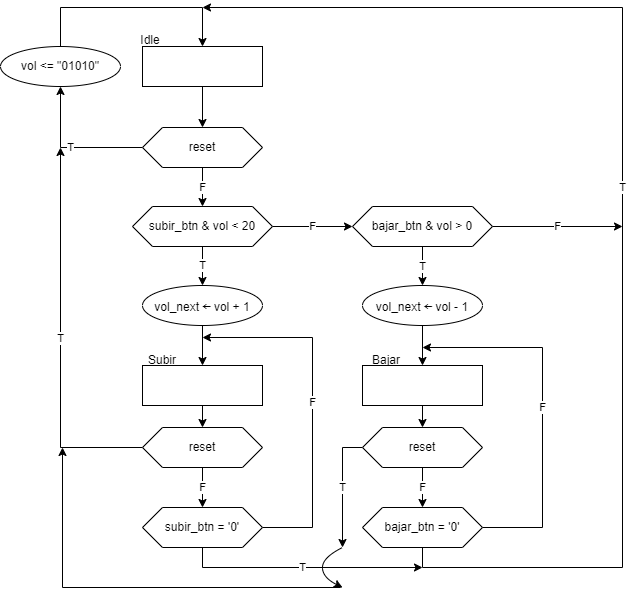 Idle
vol <= "01010"
T
reset
F
T
subir_btn & vol < 20
F
bajar_btn & vol > 0
F
T
T
vol_next ← vol + 1
vol_next ← vol - 1
T
Subir
Bajar
F
F
reset
reset
F
T
F
subir_btn = '0'
bajar_btn = '0'
T